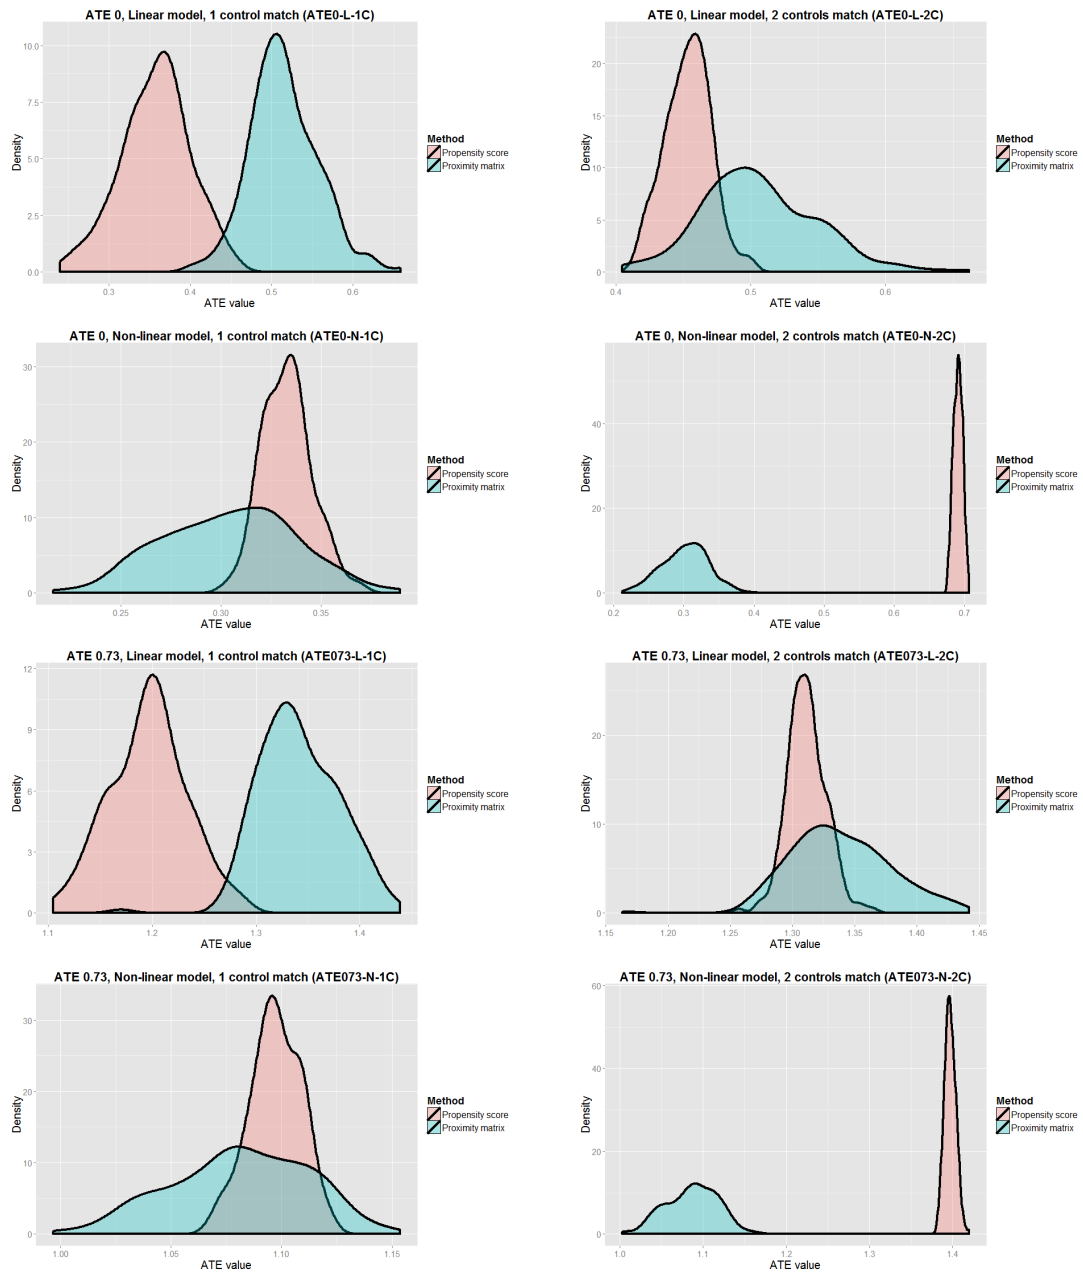 ATE 0, Linear model, 1 control match (ATE0-L-1C)
10.0
7.5
5.0
2.5
0.0
Density
0.3 0.4 0.5 0.6
ATE value
Method
Propensity score
Proximity matrix
ATE 0, Linear model, 2 controls match (ATE0-L-2C)
20
15
10
5
0
Density
0.4 0.5 0.6
ATE value
Method
Propensity score
Proximity matrix
ATE 0, Non-linear model, 1 control match (ATE0-N-1C)
30
20
10
0
Density
0.25 0.30 0.35
ATE value
Method
Propensity score
Proximity matrix
ATE 0, Non-linear model, 2 controls match (ATE0-N-2C)
40
20
0
Density
0.2 0.3 0.4 0.5 0.6 0.7
ATE value
Method
Propensity score
Proximity matrix
ATE 0.73, Linear model, 1 control match (ATE073-L-1C)
12
9
6
3
0
Density
1.1 1.2 1.3 1.4
ATE value
Method
Propensity score
Proximity matrix
ATE 0.73, Linear model, 2 controls match (ATE073-L-2C)
20
10
0
Density
1.15 1.20 1.25 1.30 1.35 1.40 1.45
ATE value
Method
Propensity score
Proximity matrix
ATE 0.73, Non-linear model, 1 control match (ATE073-N-1C)
30
20
10
0
Density
1.00 1.05 1.10 1.15
ATE value
Method
Propensity score
Proximity matrix
ATE 0.73, Non-linear model, 2 controls match (ATE073-N-2C)
60
40
20
0
Density
1.0 1.1 1.2 1.3 1.4
ATE value
Method
Propensity score
Proximity matrix